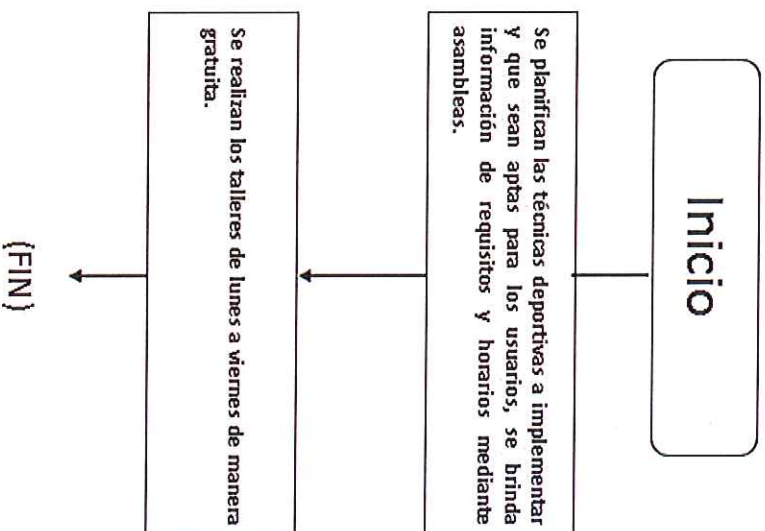 Inicio
Se planifican las técnicas deportivas a implementar
y que sean aptas para los usuarios, se brinda
información de requisitos y horarios mediante
asambleas.
Se realizan los talleres de lunes a viernes de manera
gratuita.
(FIN)